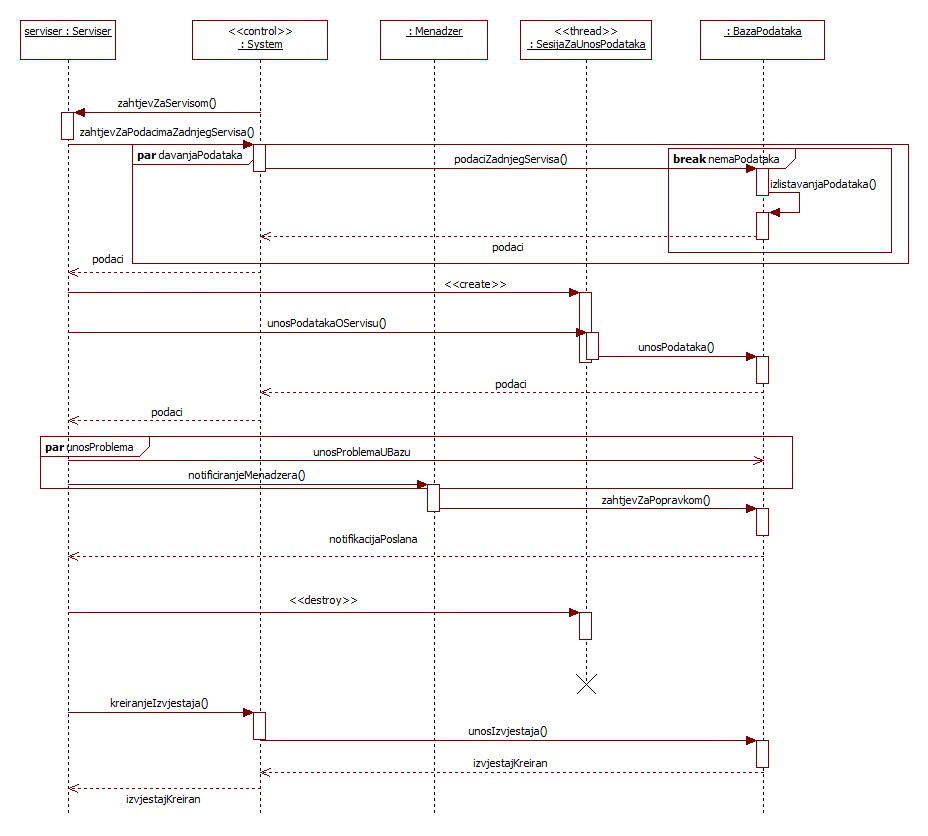 serviser : Serviser
<<control>>
: System
: Menadzer
<<thread>>
: SesijaZaUnosPodataka
: BazaPodataka
zahtjevZaServisom()
zahtjevZaPodacimaZadnjegServisa()
par davanjaPodataka
podaciZadnjegServisa()
break nemaPodataka
izlistavanjaPodataka()
podaci
podaci
<<create>>
unosPodatakaOServisu()
unosPodataka()
podaci
podaci
par unosProblema
unosProblemaUBazu
notificiranjeMenadzera()
zahtjevZaPopravkom()
notifikacijaPoslana
<<destroy>>
kreiranjeIzvjestaja()
unosIzvjestaja()
izvjestajKreiran
izvjestajKreiran